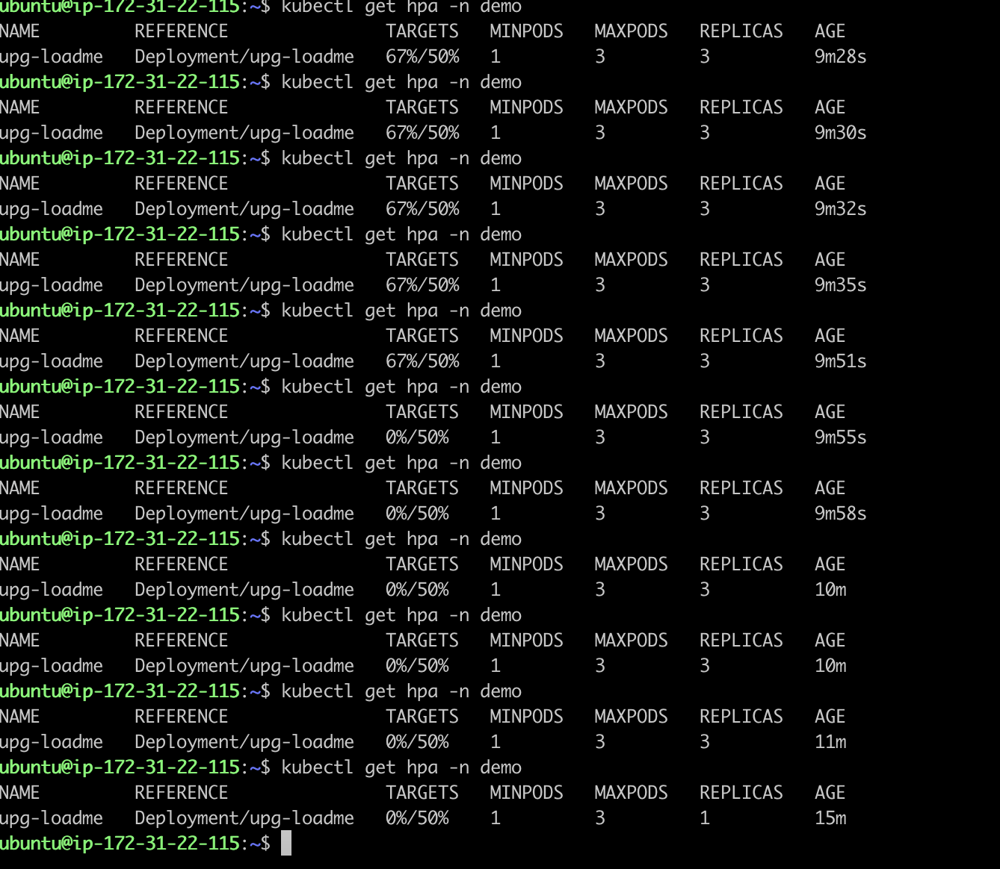 ubuntu@ip-172-31-22-115:~$ kubectl get hpa -n demo
NAME         REFERENCE               TARGETS   MINPODS   MAXPODS   REPLICAS   AGE
upg-loadme   Deployment/upg-loadme   67%/50%   1         3         3          9m28s
ubuntu@ip-172-31-22-115:~$ kubectl get hpa -n demo
NAME         REFERENCE               TARGETS   MINPODS   MAXPODS   REPLICAS   AGE
upg-loadme   Deployment/upg-loadme   67%/50%   1         3         3          9m30s
ubuntu@ip-172-31-22-115:~$ kubectl get hpa -n demo
NAME         REFERENCE               TARGETS   MINPODS   MAXPODS   REPLICAS   AGE
upg-loadme   Deployment/upg-loadme   67%/50%   1         3         3          9m32s
ubuntu@ip-172-31-22-115:~$ kubectl get hpa -n demo
NAME         REFERENCE               TARGETS   MINPODS   MAXPODS   REPLICAS   AGE
upg-loadme   Deployment/upg-loadme   67%/50%   1         3         3          9m35s
ubuntu@ip-172-31-22-115:~$ kubectl get hpa -n demo
NAME         REFERENCE               TARGETS   MINPODS   MAXPODS   REPLICAS   AGE
upg-loadme   Deployment/upg-loadme   67%/50%   1         3         3          9m51s
ubuntu@ip-172-31-22-115:~$ kubectl get hpa -n demo
NAME         REFERENCE               TARGETS   MINPODS   MAXPODS   REPLICAS   AGE
upg-loadme   Deployment/upg-loadme   0%/50%    1         3         3          9m55s
ubuntu@ip-172-31-22-115:~$ kubectl get hpa -n demo
NAME         REFERENCE               TARGETS   MINPODS   MAXPODS   REPLICAS   AGE
upg-loadme   Deployment/upg-loadme   0%/50%    1         3         3          9m58s
ubuntu@ip-172-31-22-115:~$ kubectl get hpa -n demo
NAME         REFERENCE               TARGETS   MINPODS   MAXPODS   REPLICAS   AGE
upg-loadme   Deployment/upg-loadme   0%/50%    1         3         3          10m
ubuntu@ip-172-31-22-115:~$ kubectl get hpa -n demo
NAME         REFERENCE               TARGETS   MINPODS   MAXPODS   REPLICAS   AGE
upg-loadme   Deployment/upg-loadme   0%/50%    1         3         3          10m
ubuntu@ip-172-31-22-115:~$ kubectl get hpa -n demo
NAME         REFERENCE               TARGETS   MINPODS   MAXPODS   REPLICAS   AGE
upg-loadme   Deployment/upg-loadme   0%/50%    1         3         3          11m
ubuntu@ip-172-31-22-115:~$ kubectl get hpa -n demo
NAME         REFERENCE               TARGETS   MINPODS   MAXPODS   REPLICAS   AGE
upg-loadme   Deployment/upg-loadme   0%/50%    1         3         1          15m
ubuntu@ip-172-31-22-115:~$